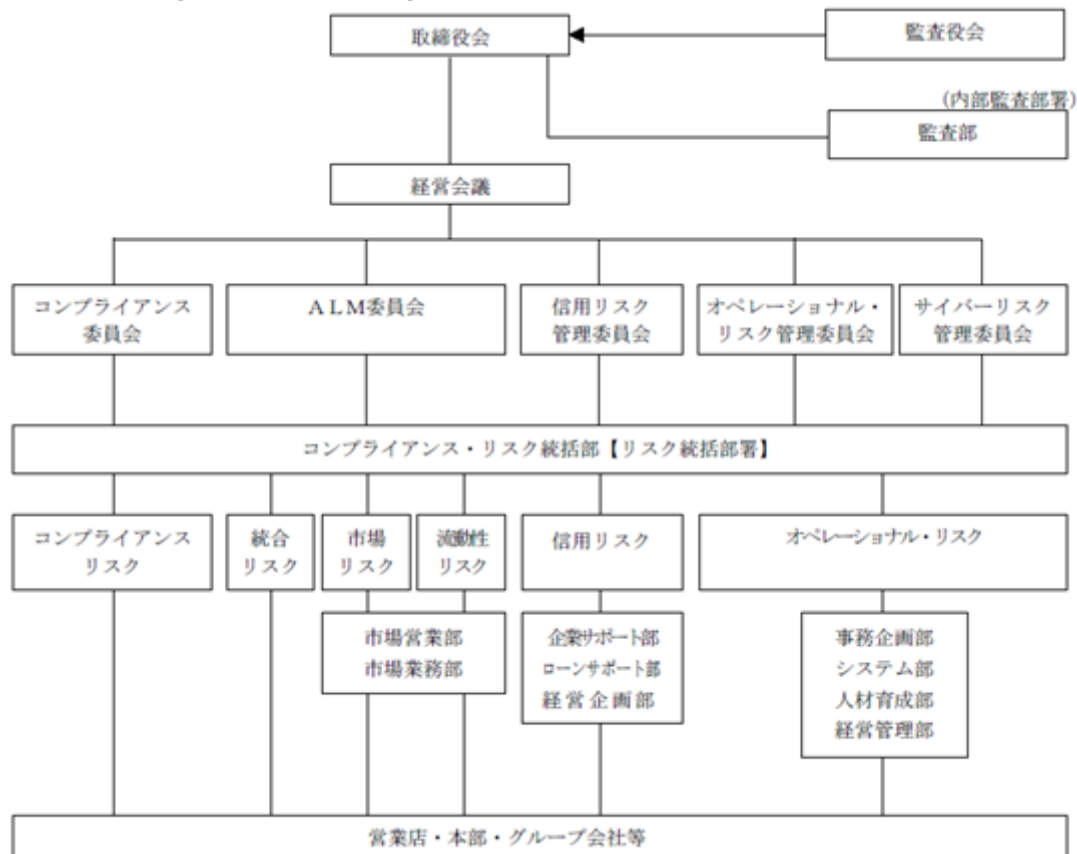 取締役会
監査役会
(内部監査部署)
監査部
経営会議
コンプライアンス
委員会
ALM委員会
信用リスク
管理委員会
オペレーショナル・
リスク管理委員会
サイバーリスク
管理委員会
コンプライアンス・リスク統括部【リスク統括部署】
コンプライアンス
リスク
統合
リスク
市場
リスク
流動性
リスク
信用リスク
オペレーショナル・リスク
市場営業部
市場業務部
企業サポート部
ローンサポート部
経営企画部
事務企画部
システム部
人材育成部
経営管理部
営業店・本部・グループ会社等